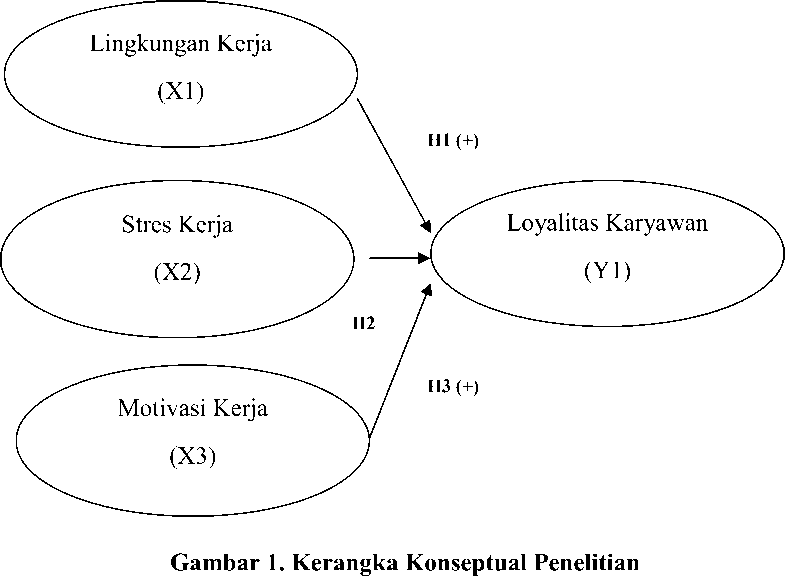 Lingkungan Kerja
(X1)
H1 (+)
Stres Kerja
(X2)
Loyalitas Karyawan
(Y1)
H2
Motivasi Kerja
(X3)
H3 (+)
Gambar 1. Kerangka Konseptual Penelitian